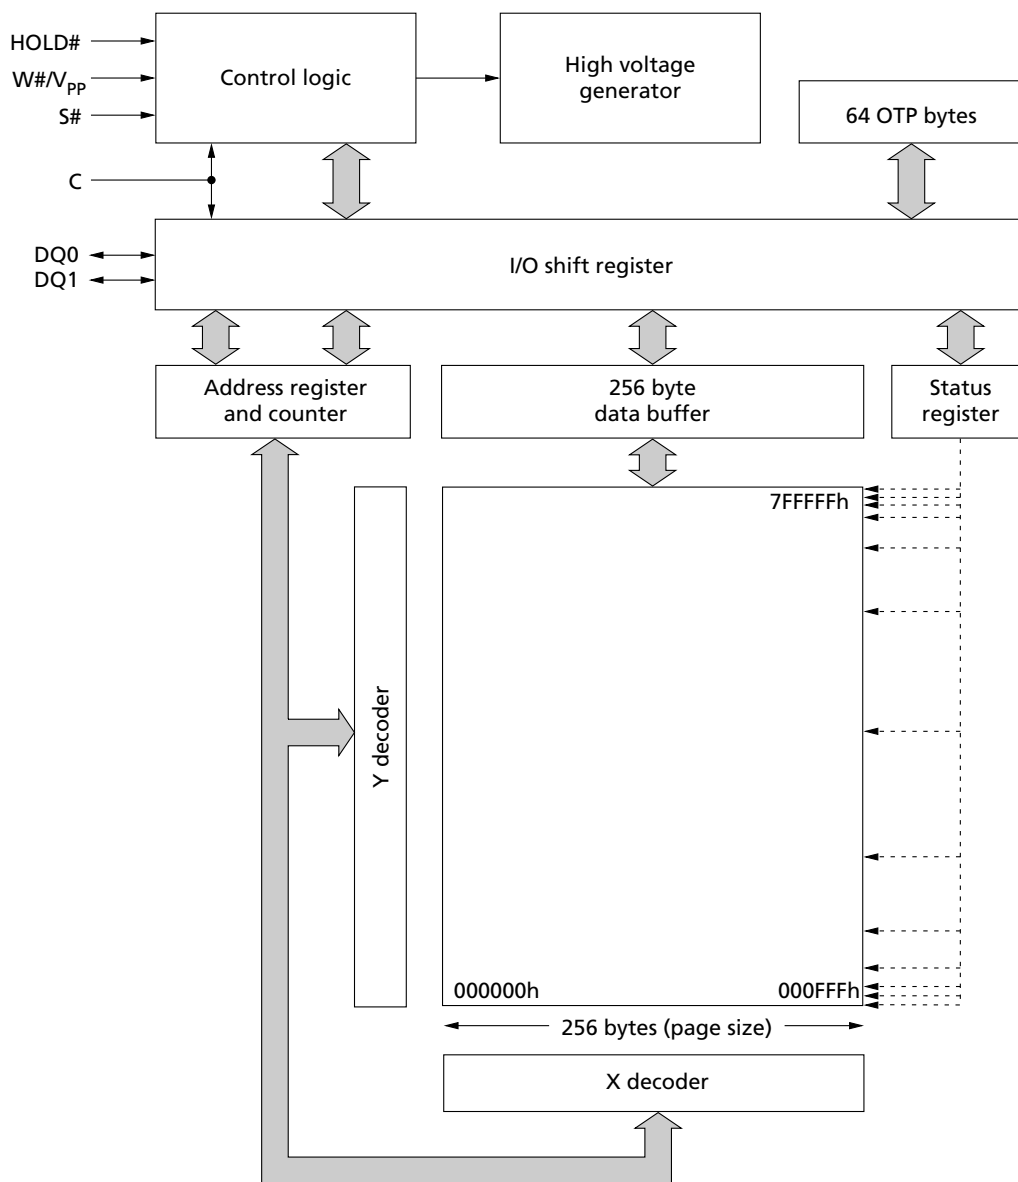 HOLD#
W#/VPP
S#
Control logic
High voltage
generator
64 OTP bytes
C
DQ0
DQ1
I/O shift register
Address register
and counter
256 byte
data buffer
Status
register
7FFFFFh
Y decoder
000000h
000FFFh
256 bytes (page size)
X decoder